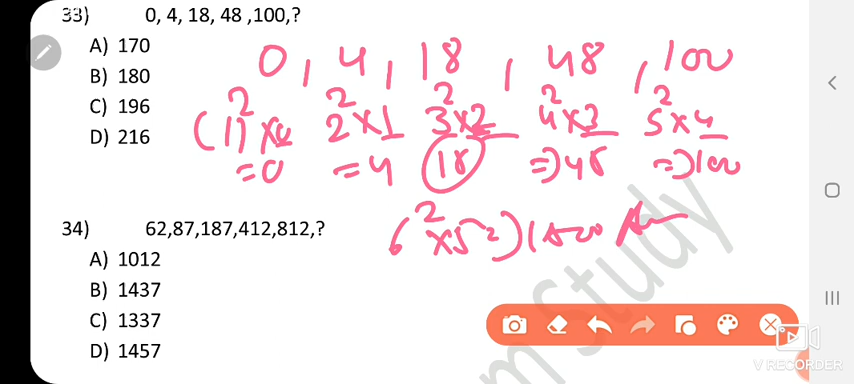 33) 0, 4, 18, 48 ,100,?
A) 170
B) 180
C) 196
D) 216
0, 4, 18, 48, 100
(1)²×0 2²×1 3²×2 4²×3 5²×4
=0 =4 18 ⇒48 ⇒100
6²×5
34) 62,87,187,412,812,?
A) 1012
B) 1437
C) 1337
D) 1457
m Study
V RECORDER